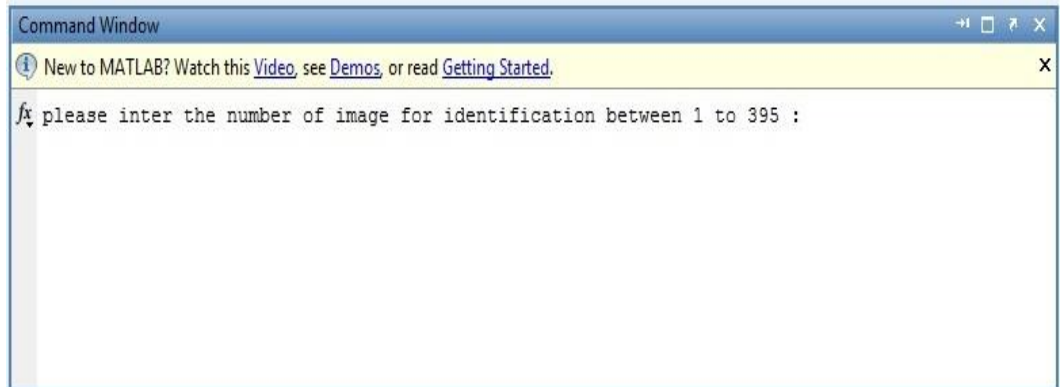 Command Window
New to MATLAB? Watch this Video, see Demos, or read Getting Started.
fx please inter the number of image for identification between 1 to 395 :